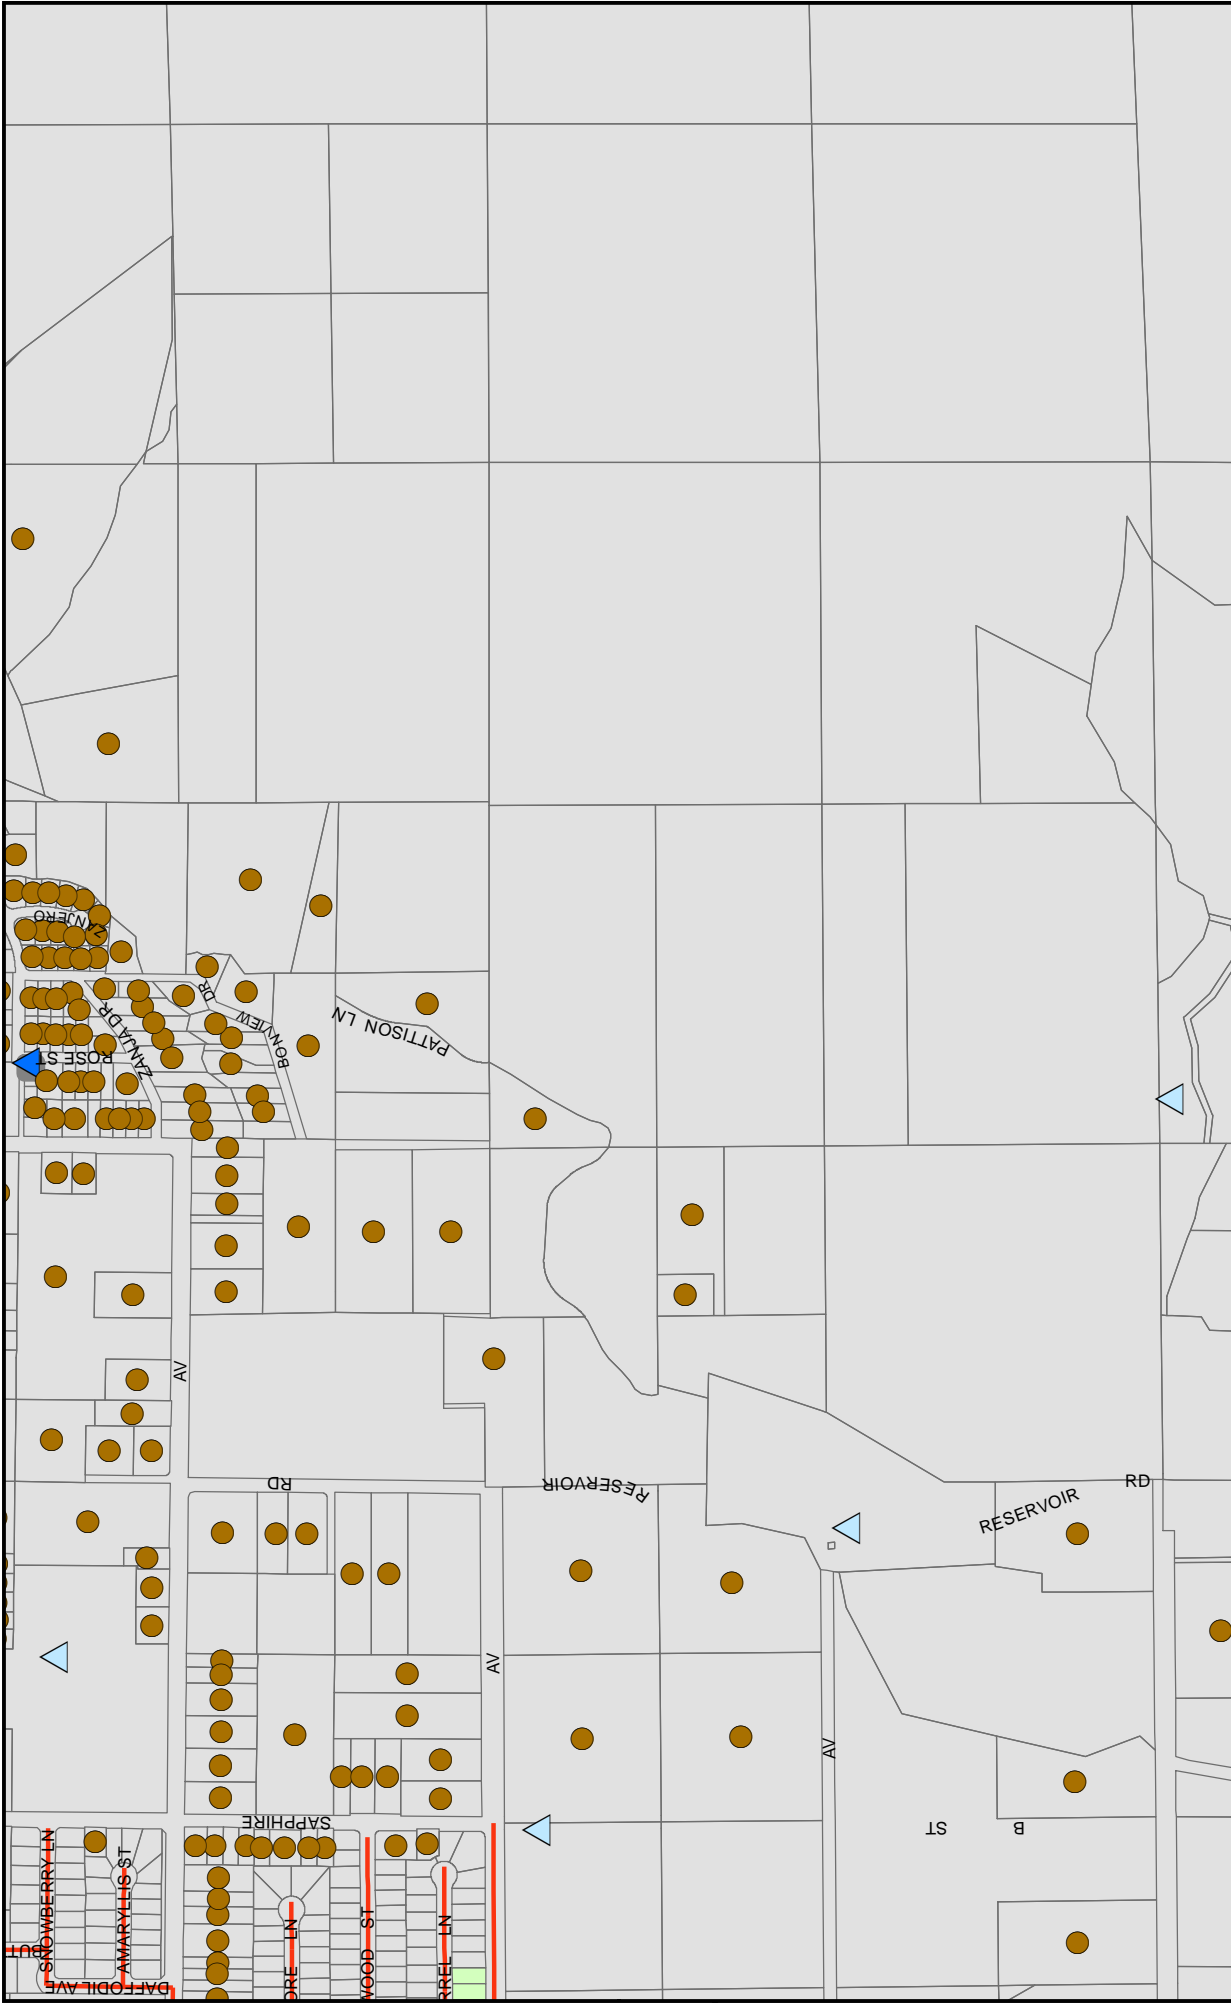 ZANJERO
DR
ZANJA DR
BONVIEW
PATTISON LN
ROSE ST
AV
RD
RESERVOIR
RESERVOIR
RD
AV
AV
SAPPHIRE
ST
B
SNOWBERRY LN
AMARYLLIS ST
LN
WOOD ST
LN
DAFFODIL AVE